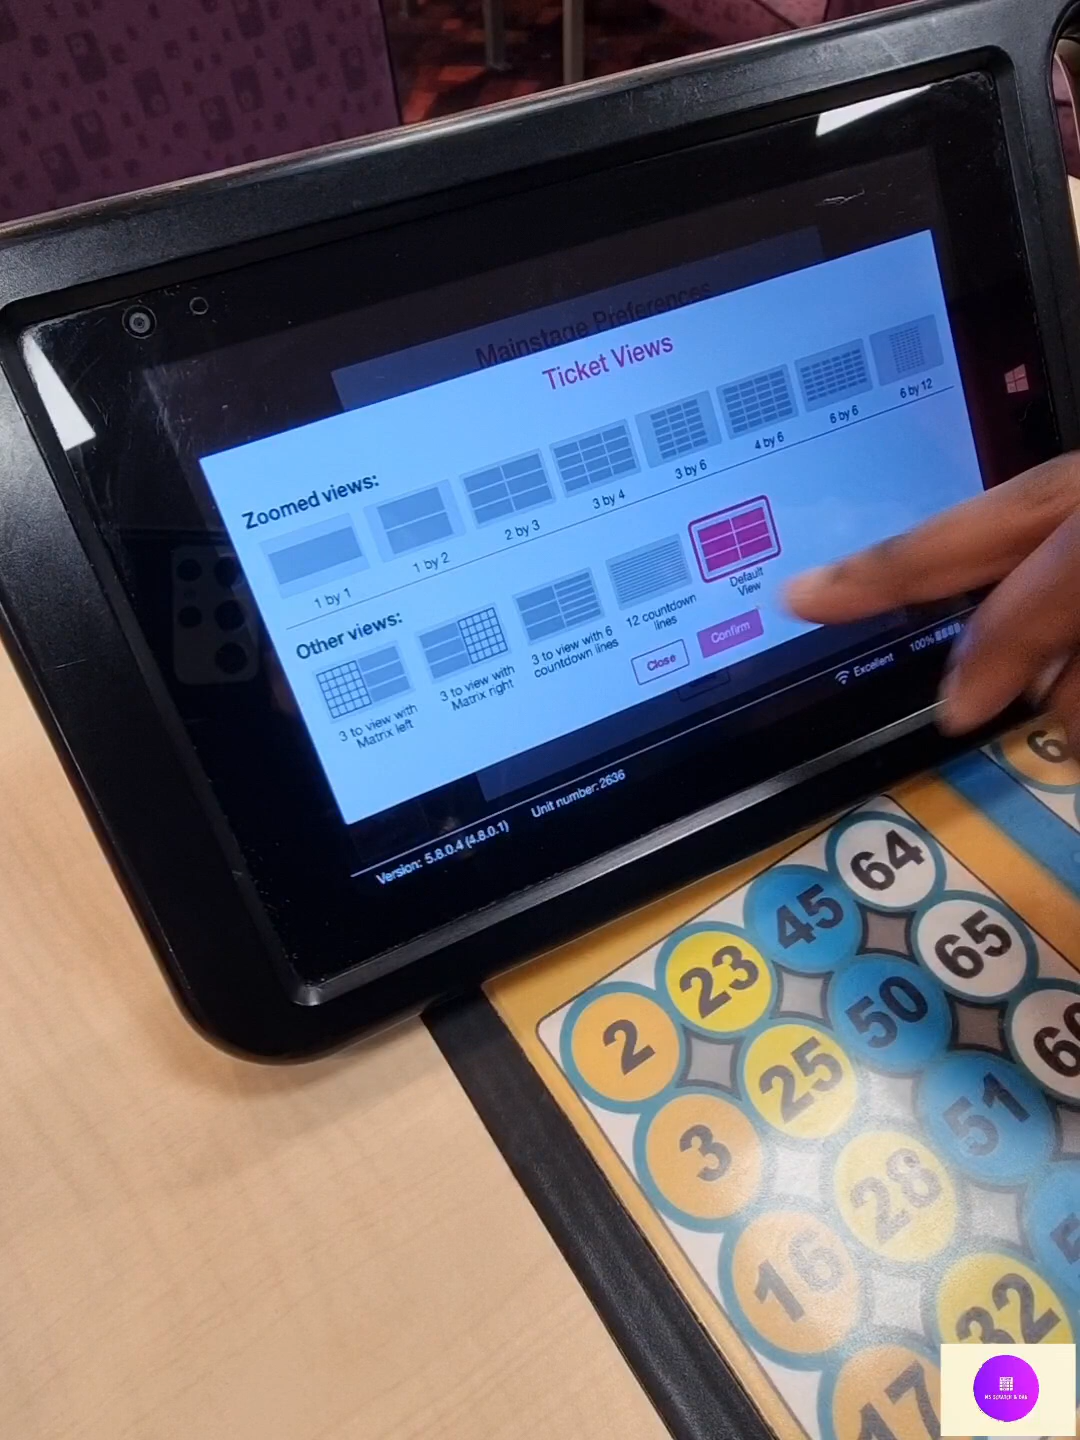 Mainstage Preferences
Ticket Views
Zoomed views:
1 by 1
1 by 2
2 by 3
3 by 4
3 by 6
4 by 6
6 by 6
6 by 12
Other views:
3 to view with
Matrix left
3 to view with
Matrix right
3 to view with 6
countdown lines
12 countdown
lines
Default
View
Close
Confirm
Version: 5.8.0.4 (4.8.0.1)
Unit number: 2636
Excellent
100%
64
45
65
23
50
2
25
51
3
28
16
32
17
MS SCRATCH & DAB